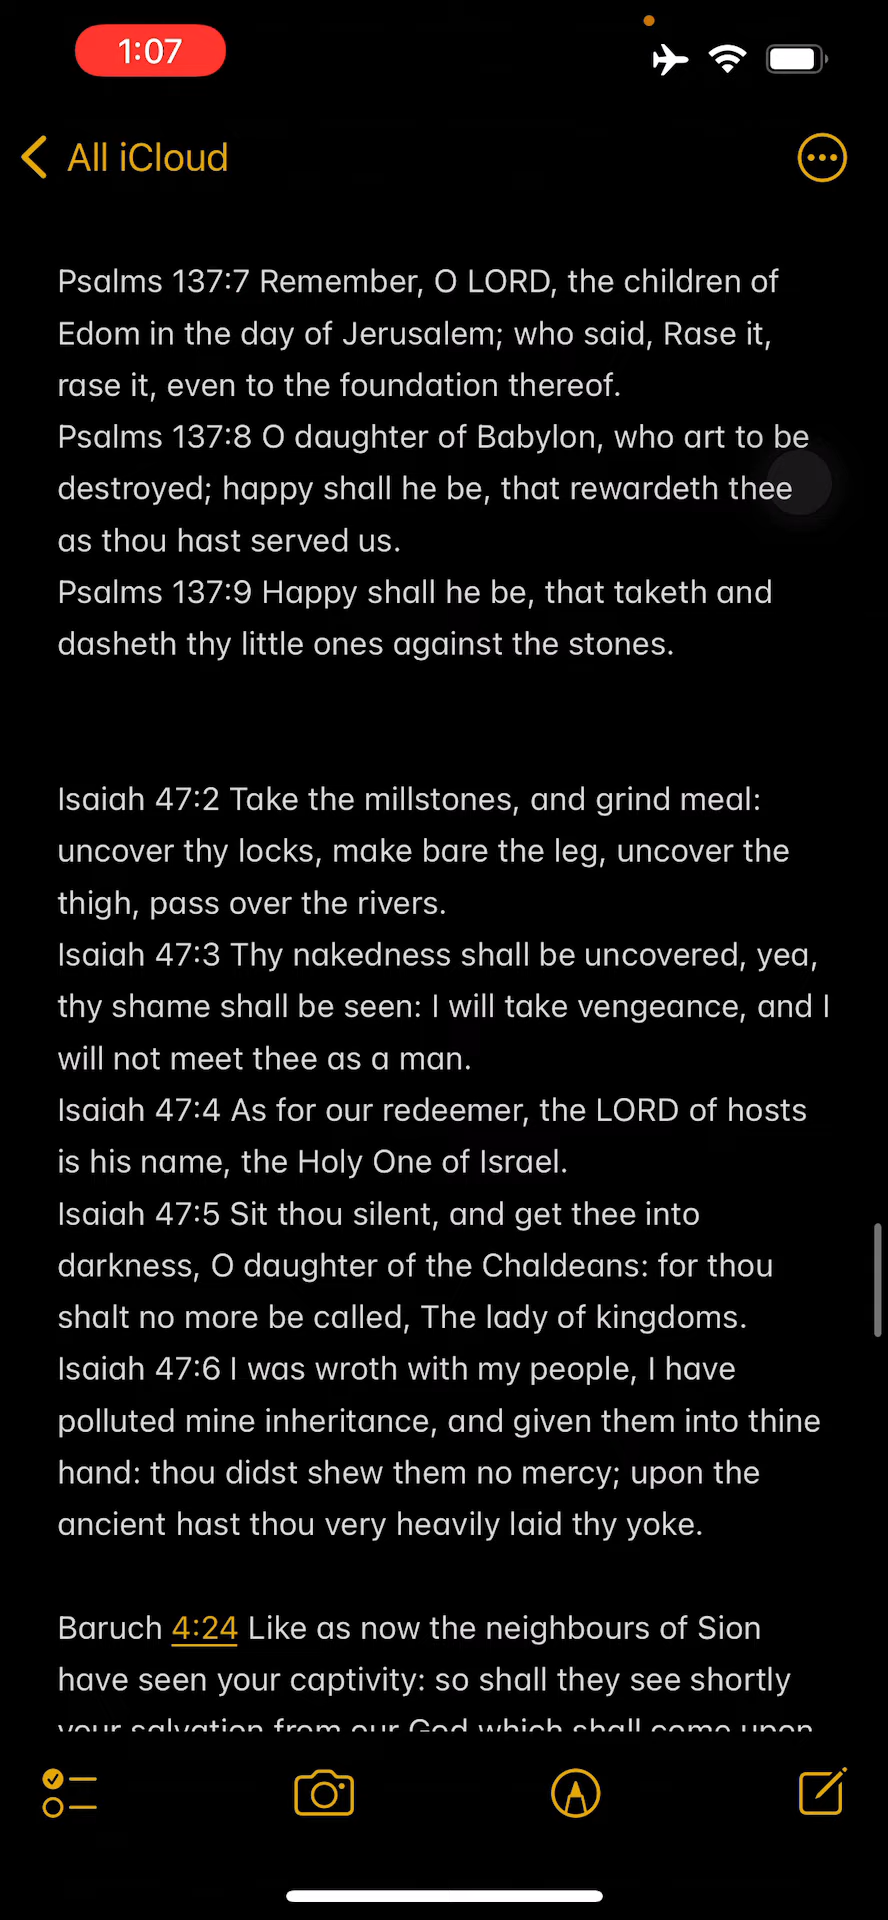 1:07
All iCloud
Psalms 137:7 Remember, O LORD, the children of
Edom in the day of Jerusalem; who said, Rase it,
rase it, even to the foundation thereof.
Psalms 137:8 O daughter of Babylon, who art to be
destroyed; happy shall he be, that rewardeth thee
as thou hast served us.
Psalms 137:9 Happy shall he be, that taketh and
dasheth thy little ones against the stones.
Isaiah 47:2 Take the millstones, and grind meal:
uncover thy locks, make bare the leg, uncover the
thigh, pass over the rivers.
Isaiah 47:3 Thy nakedness shall be uncovered, yea,
thy shame shall be seen: I will take vengeance, and I
will not meet thee as a man.
Isaiah 47:4 As for our redeemer, the LORD of hosts
is his name, the Holy One of Israel.
Isaiah 47:5 Sit thou silent, and get thee into
darkness, O daughter of the Chaldeans: for thou
shalt no more be called, The lady of kingdoms.
Isaiah 47:6 I was wroth with my people, I have
polluted mine inheritance, and given them into thine
hand: thou didst shew them no mercy; upon the
ancient hast thou very heavily laid thy yoke.
Baruch 4:24 Like as now the neighbours of Sion
have seen your captivity: so shall they see shortly
your salvation from our God which shall come upon